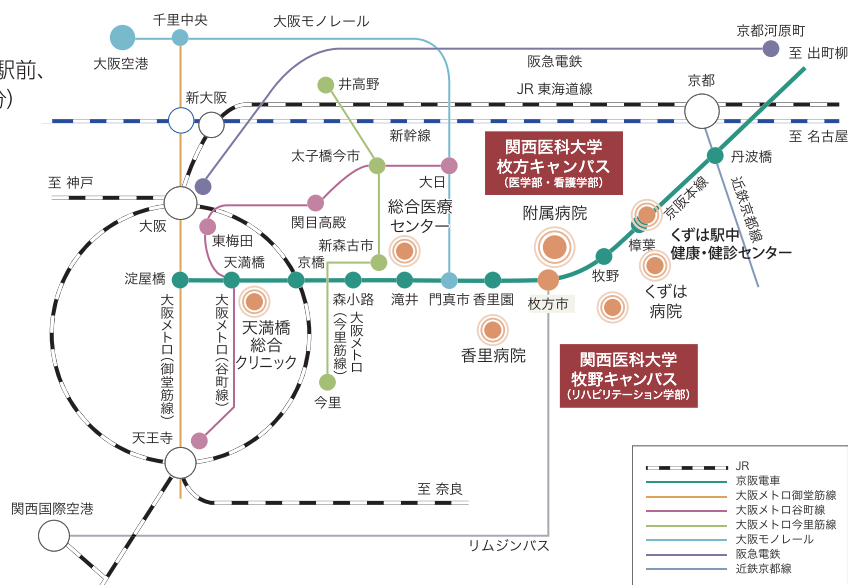 千里中央
大阪モノレール
京都河原町
至 出町柳
大阪空港
阪急電鉄
駅前、
分）
井高野
JR 東海道線
京都
新大阪
新幹線
至 名古屋
関西医科大学
枚方キャンパス
（医学部・看護学部）
太子橋今市
大日
丹波橋
至 神戸
総合医療
センター
附属病院
京阪本線
近鉄京都線
大阪
関目高殿
東梅田
新森古市
樟葉
くずは駅中
健康・健診センター
淀屋橋
天満橋
京橋
牧野
くずは
病院
森小路
滝井
門真市
香里園
枚方市
大阪メトロ（御堂筋線）
大阪メトロ（谷町線）
天満橋
総合
クリニック
大阪メトロ
（今里筋線）
香里病院
関西医科大学
牧野キャンパス
（リハビリテーション学部）
今里
天王寺
至 奈良
関西国際空港
リムジンバス
JR
京阪電車
大阪メトロ御堂筋線
大阪メトロ谷町線
大阪メトロ今里筋線
大阪モノレール
阪急電鉄
近鉄京都線